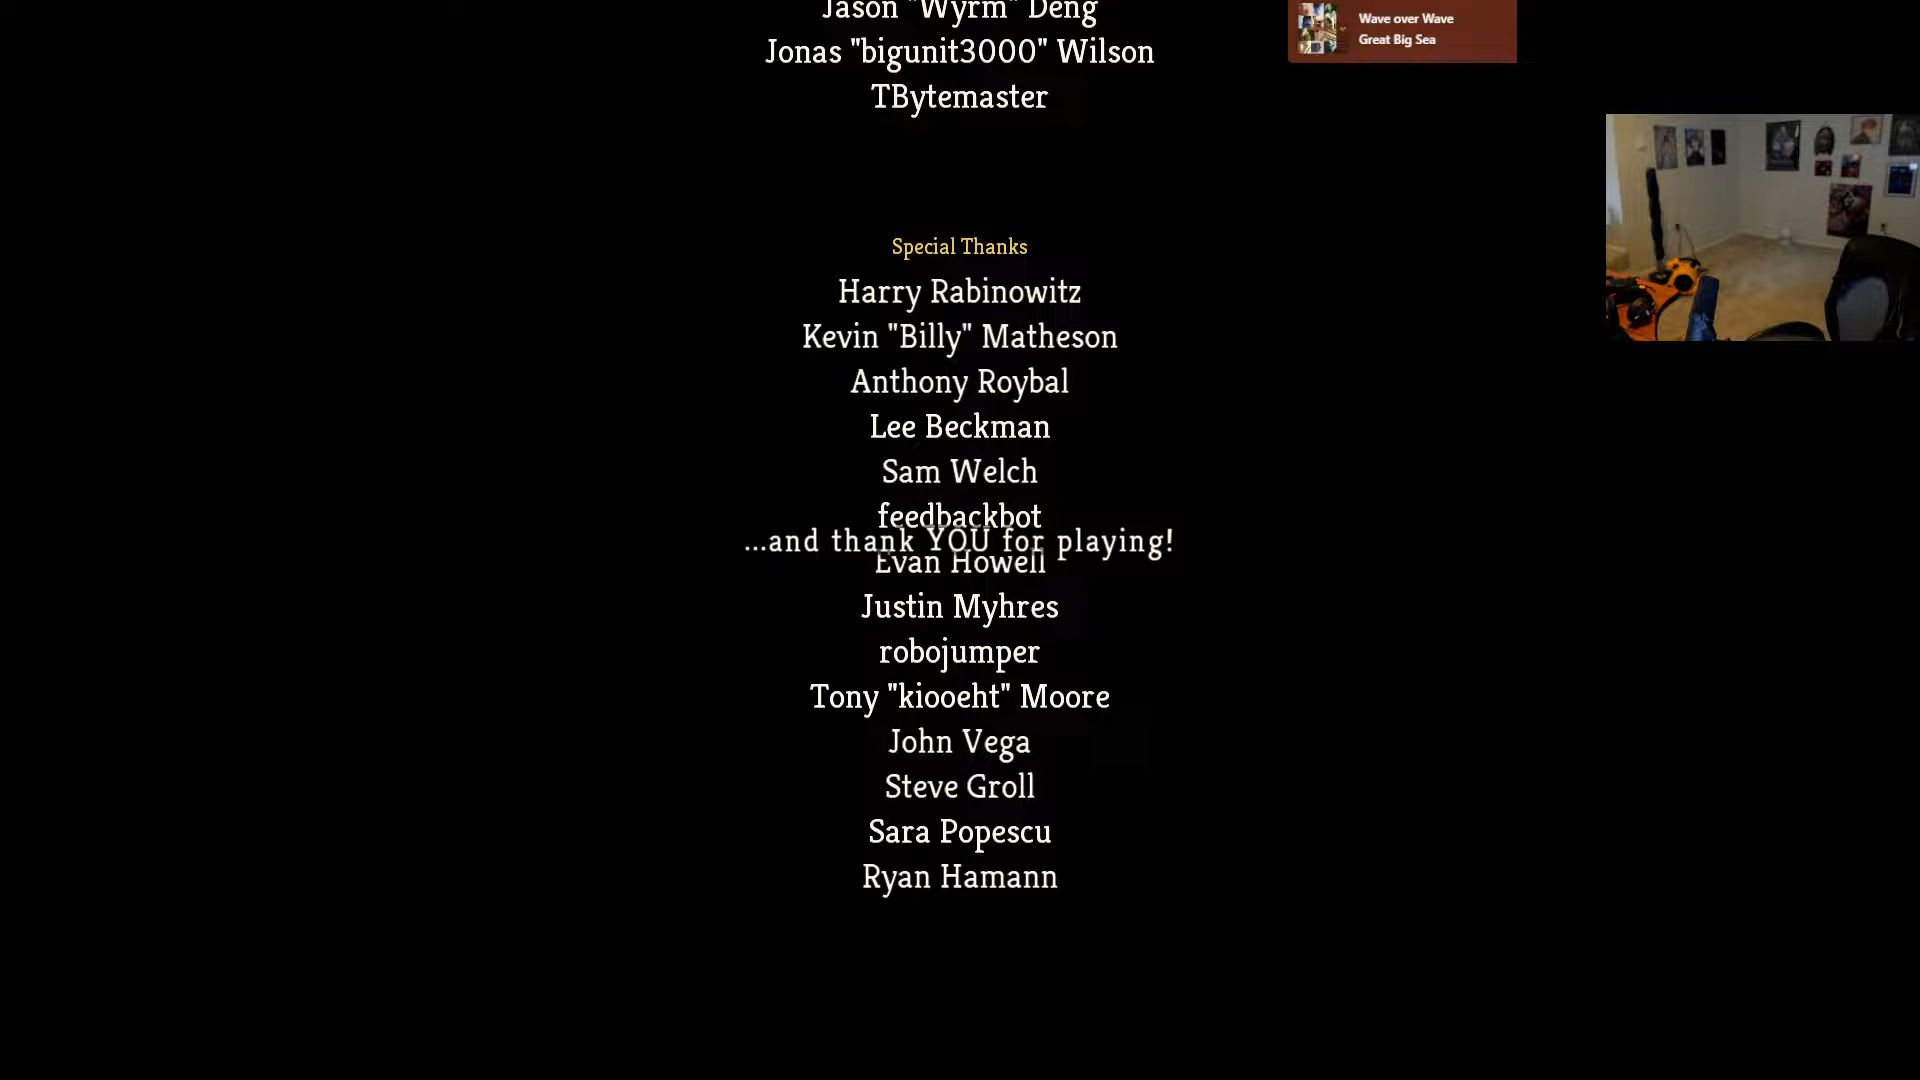 Jason "Wyrm" Deng
Jonas "bigunit3000" Wilson
TBytemaster
Wave over Wave
Great Big Sea
Special Thanks
Harry Rabinowitz
Kevin "Billy" Matheson
Anthony Roybal
Lee Beckman
Sam Welch
feedbackbot
...and thank YOU for playing!
Evan Howell
Justin Myhres
robojumper
Tony "kiooeht" Moore
John Vega
Steve Groll
Sara Popescu
Ryan Hamann